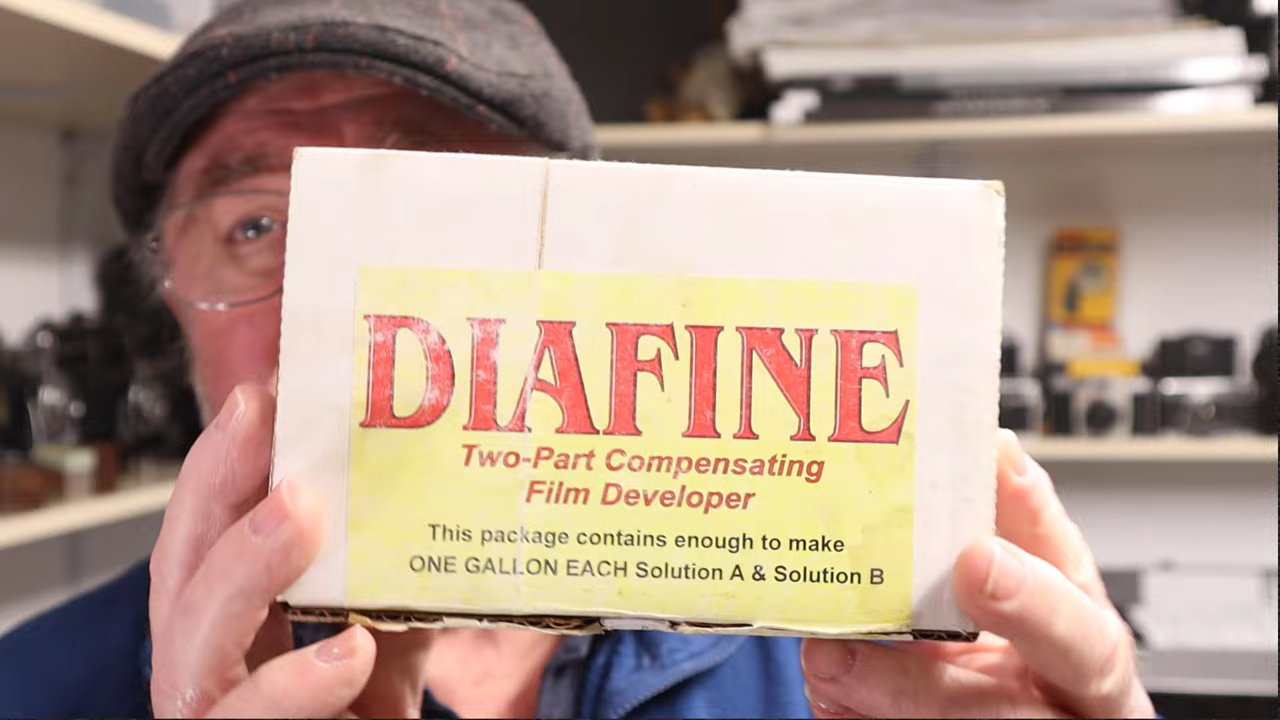 DIAFINE
Two-Part Compensating
Film Developer
This package contains enough to make
ONE GALLON EACH Solution A & Solution B